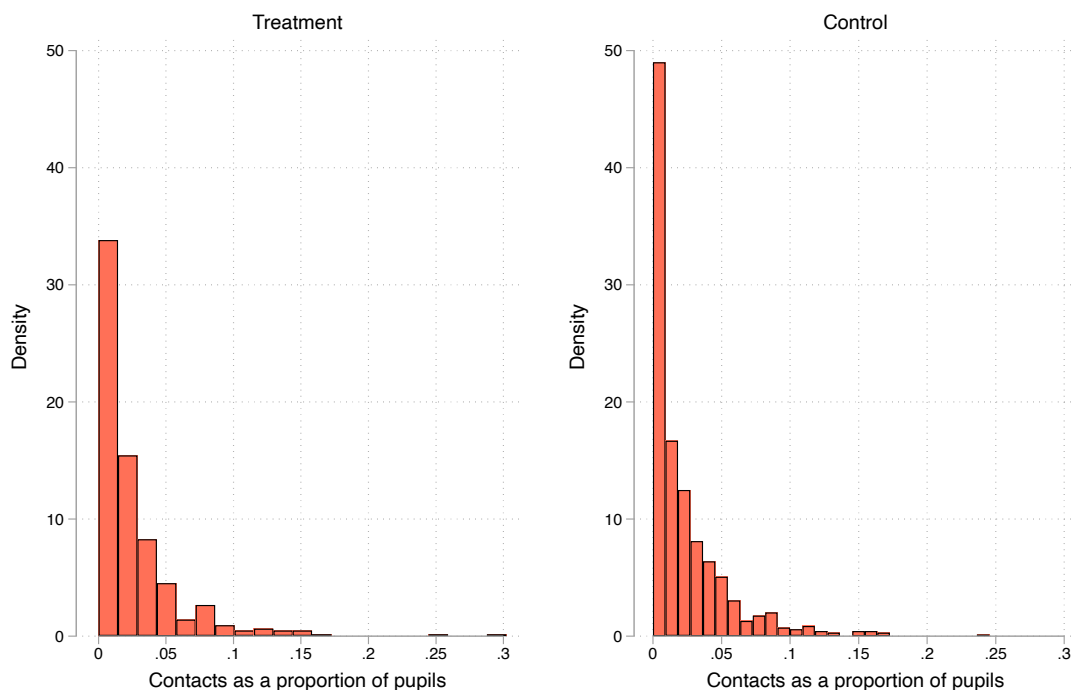 Treatment
50
40
30
20
10
0
Density
0 .05 .1 .15 .2 .25 .3
Contacts as a proportion of pupils
Control
50
40
30
20
10
0
Density
0 .05 .1 .15 .2 .25 .3
Contacts as a proportion of pupils